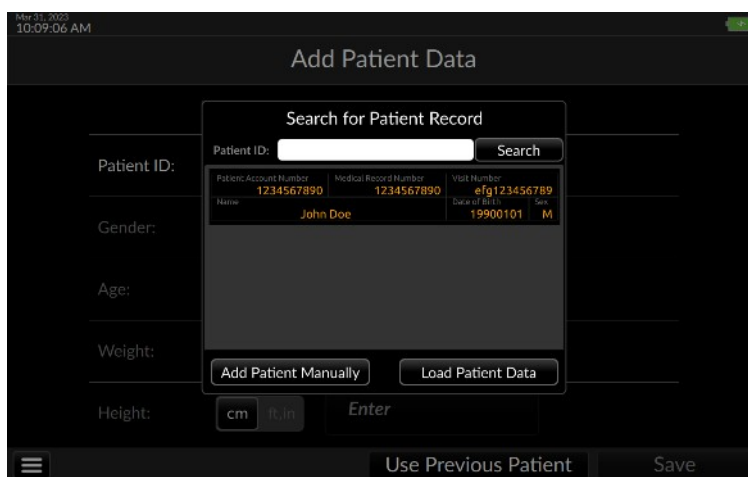 Mar 31, 2023
10:09:06 AM
Add Patient Data
Search for Patient Record
Patient ID: Search
Patient Account Number Medical Record Number Visit Number
1234567890 1234567890 efg123456789
Name Date of Birth Sex
John Doe 19900101 M
Add Patient Manually Load Patient Data
Patient ID:
Gender:
Age:
Weight:
Height: cm ft,in Enter
Use Previous Patient Save